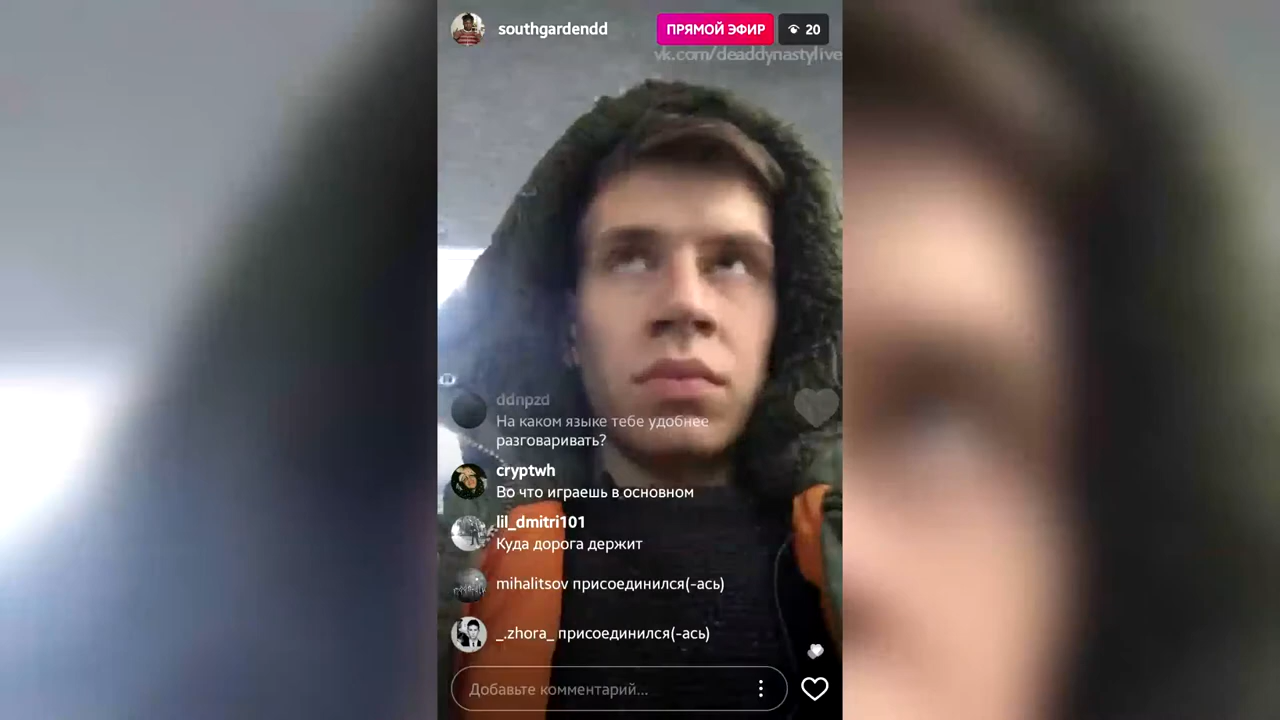 southgardendd
ПРЯМОЙ ЭФИР
20
vk.com/deaddynastylive
ddnpzd
На каком языке тебе удобнее
разговаривать?
cryptwh
Во что играешь в основном
lil_dmitri101
Куда дорога держит
mihalitsov присоединился(-ась)
_.zhora_ присоединился(-ась)
Добавьте комментарий...